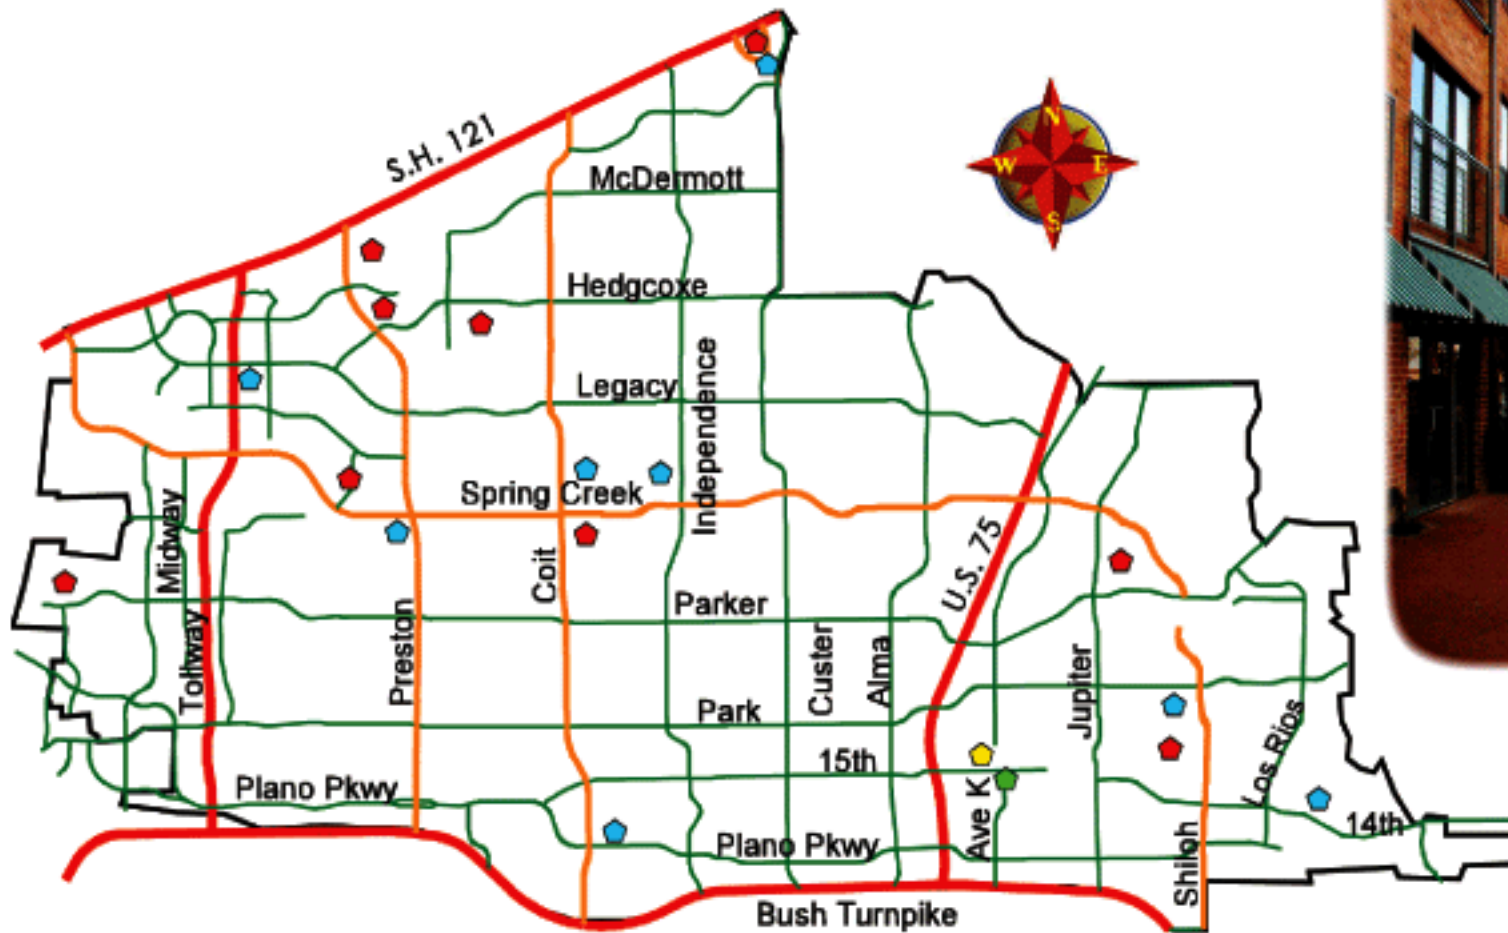 S.H. 121
N
W E
S
McDermott
Hedgcoxe
Independence
Legacy
Spring Creek
Midway
Coit
U.S. 75
Parker
Tollway
Preston
Custer
Alma
Jupiter
Park
Los Rios
15th
Plano Pkwy
Ave K
14th
Plano Pkwy
Shiloh
Bush Turnpike